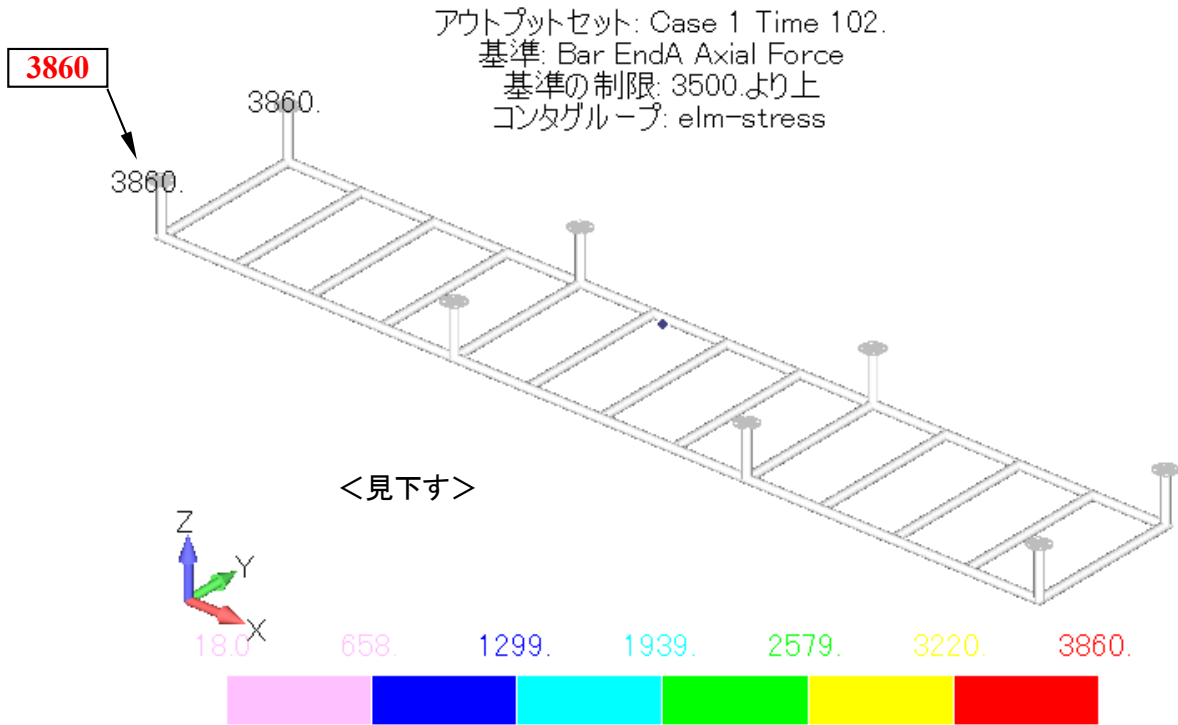 アウトプットセット: Case 1 Time 102.
基準: Bar EndA Axial Force
基準の制限: 3500.より上
コンタグループ: elm-stress
3860
3860.
3860.
＜見下す＞
Z
Y
X
18.0 658. 1299. 1939. 2579. 3220. 3860.